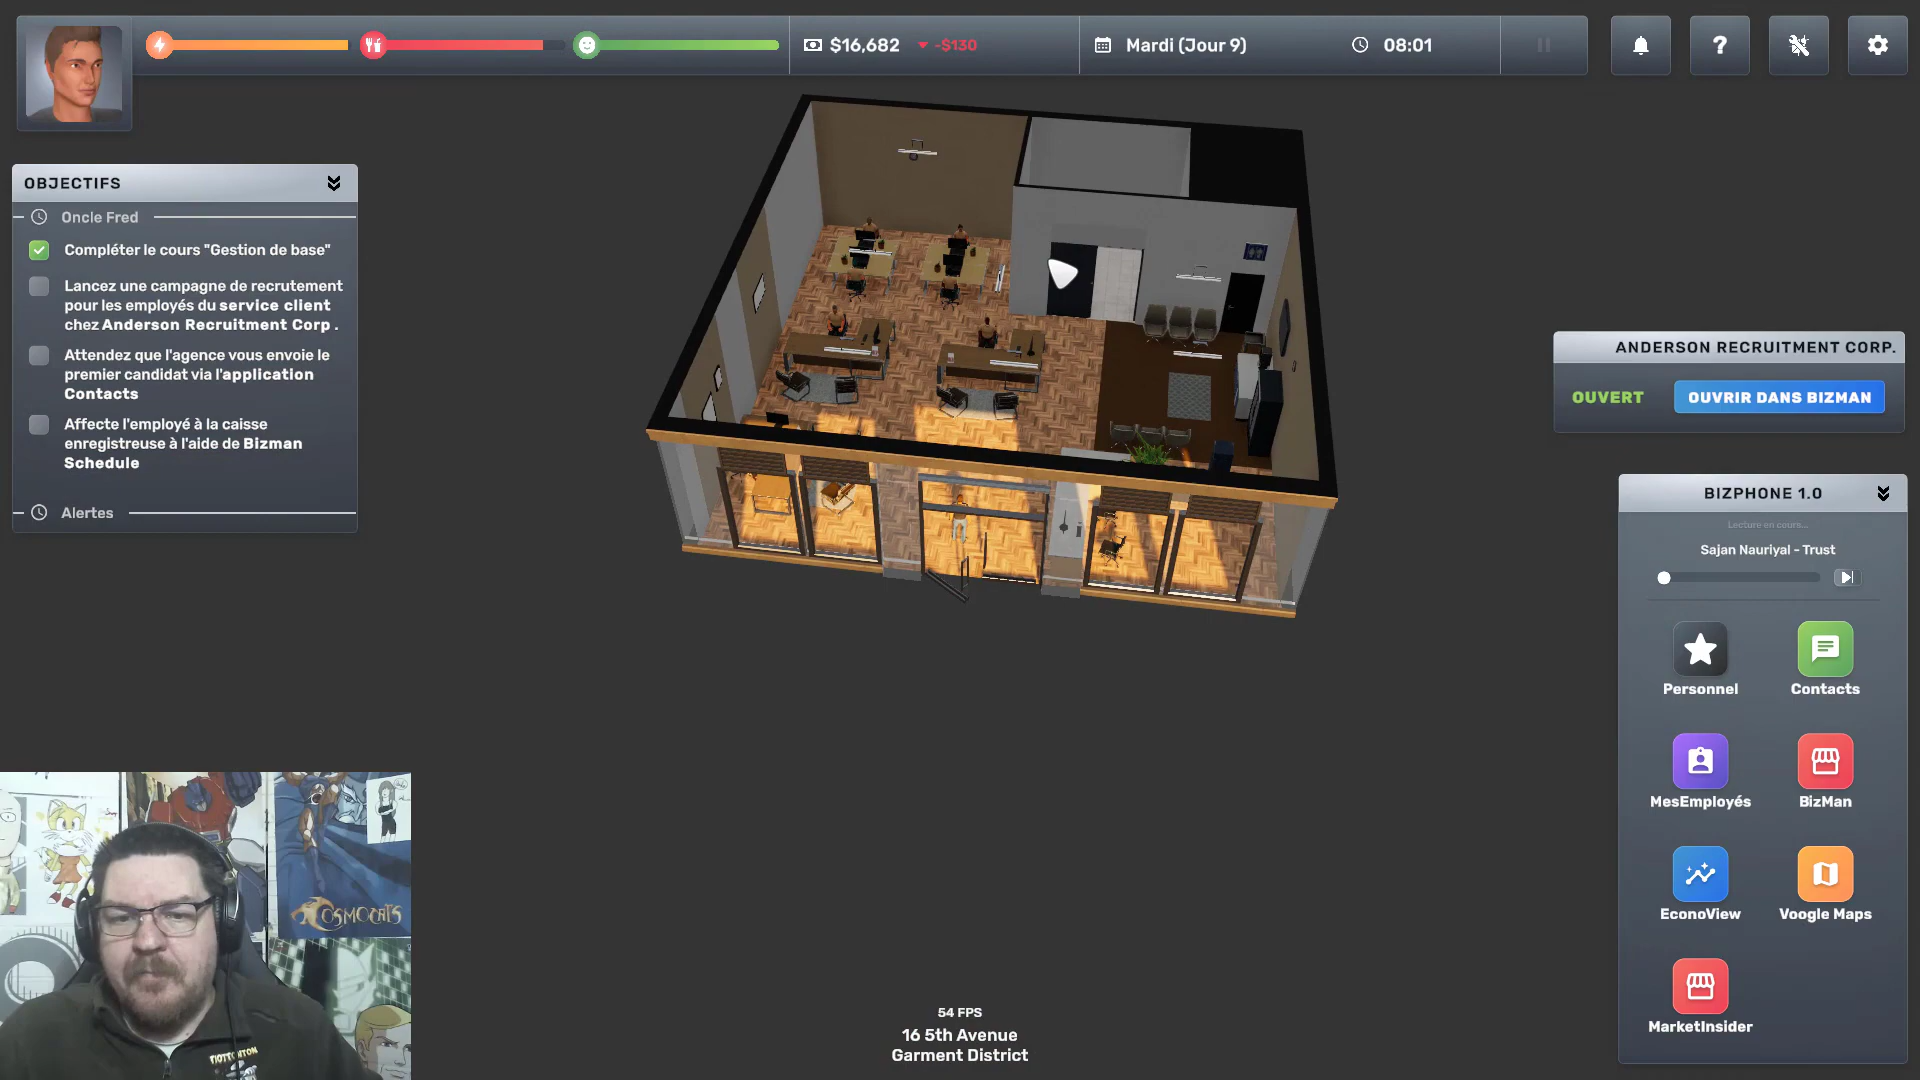 $16,682
-$130
Mardi (Jour 9)
08:01
?
OBJECTIFS
Oncle Fred
Compléter le cours "Gestion de base"
Lancez une campagne de recrutement
pour les employés du service client
chez Anderson Recruitment Corp .
Attendez que l'agence vous envoie le
premier candidat via l'application
Contacts
Affecte l'employé à la caisse
enregistreuse à l'aide de Bizman
Schedule
Alertes
ANDERSON RECRUITMENT CORP.
OUVERT
OUVRIR DANS BIZMAN
BIZPHONE 1.0
Lecture en cours...
Sajan Nauriyal - Trust
Personnel
Contacts
MesEmployés
BizMan
EconoView
Voogle Maps
MarketInsider
COSMOCATS
54 FPS
16 5th Avenue
Garment District